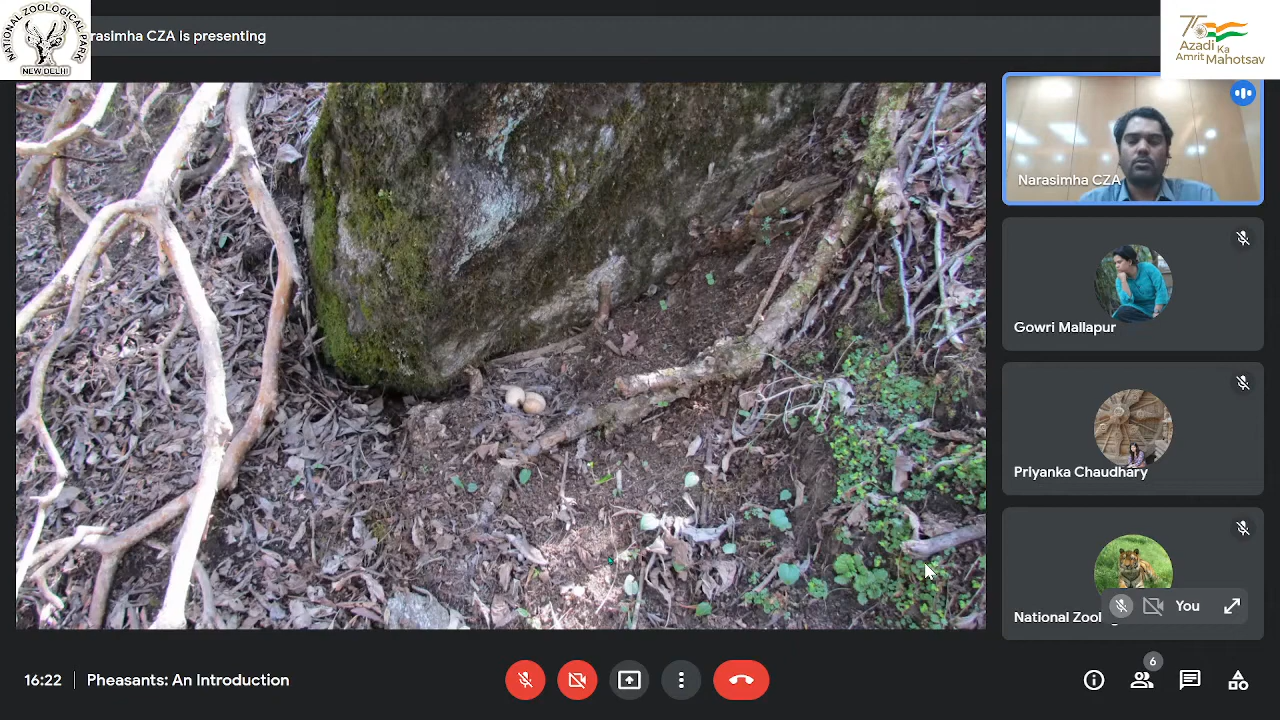 NATIONAL ZOOLOGICAL PARK
NEW DELHI
rasimha CZA is presenting
75
Azadi Ka
Amrit Mahotsav
Narasimha CZA
Gowri Mallapur
Priyanka Chaudhary
National Zool
You
16:22
Pheasants: An Introduction
6